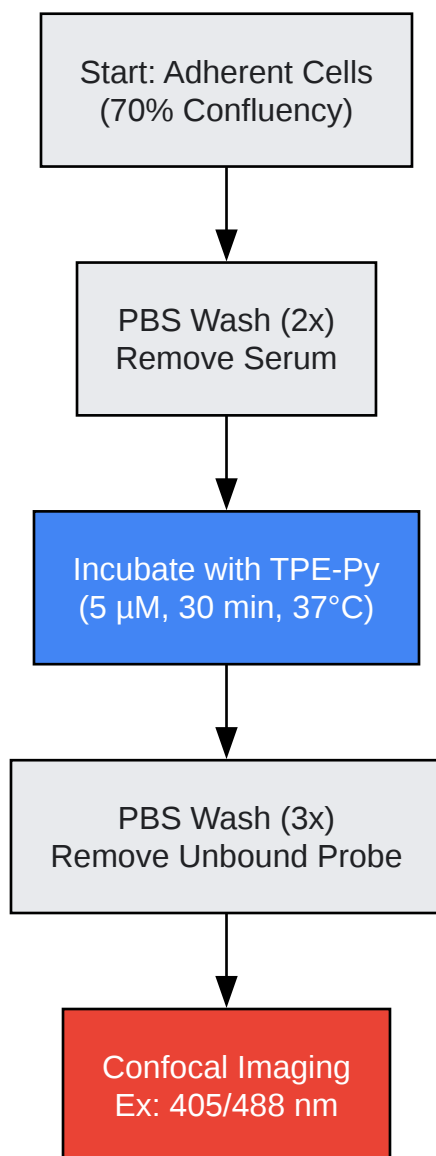 Start: Adherent Cells
(70% Confluency)
PBS Wash (2x)
Remove Serum
Incubate with TPE-Py
(5 µM, 30 min, 37°C)
PBS Wash (3x)
Remove Unbound Probe
Confocal Imaging
Ex: 405/488 nm